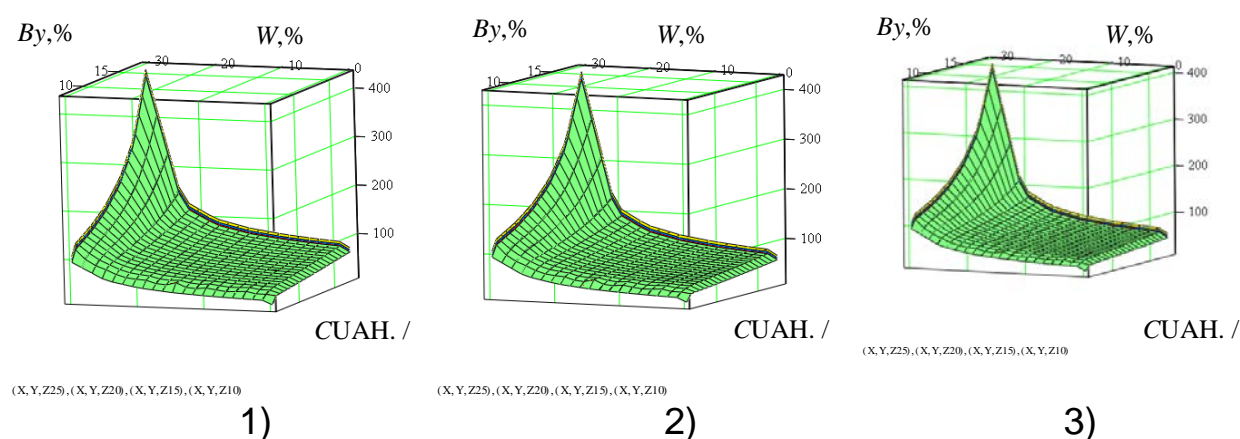 By,% W,% By,% W,% By,% W,%
10 15 30 20 10 0 10 15 30 20 10 0 10 15 30 20 10 0
400 400 400
300 300 300
200 200 200
100 100 100
CUAH. / CUAH. / CUAH. /
(X, Y, Z25) , (X, Y, Z20) , (X, Y, Z15) , (X, Y, Z10) (X, Y, Z25) , (X, Y, Z20) , (X, Y, Z15) , (X, Y, Z10) (X, Y, Z25) , (X, Y, Z20) , (X, Y, Z15) , (X, Y, Z10)
1) 2) 3)